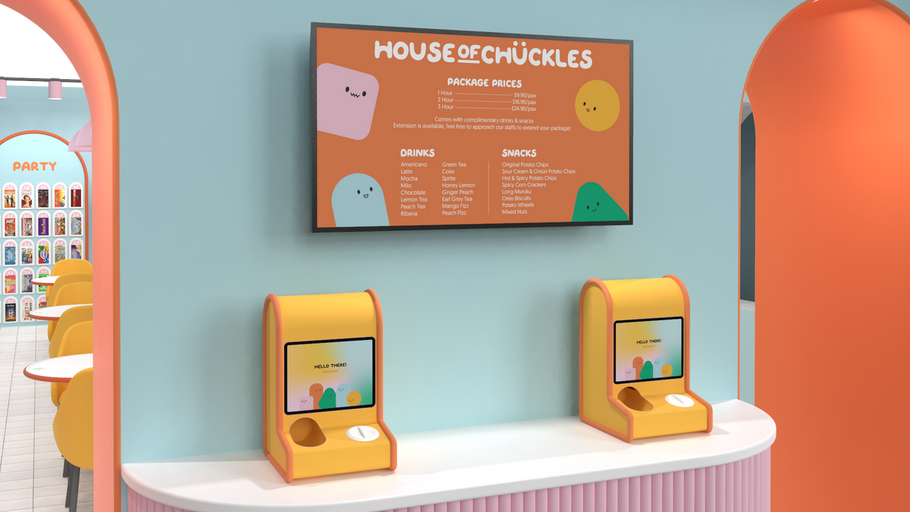 HOUSE OF CHÜCKLES
PACKAGE PRICES
1 Hour $9.90/pax
2 Hour $16.90/pax
3 Hour $24.90/pax
Comes with complimentary drinks & snacks
Extension is available, feel free to approach our staffs to extend your package!
DRINKS
Americano
Latte
Mocha
Milo
Chocolate
Lemon Tea
Peach Tea
Ribena
Green Tea
Coke
Sprite
Honey Lemon
Ginger Peach
Earl Grey Tea
Mango Fizz
Peach Fizz
SNACKS
Original Potato Chips
Sour Cream & Onion Potato Chips
Hot & Spicy Potato Chips
Spicy Corn Crackers
Long Muruku
Oreo Biscuits
Potato Wheels
Mixed Nuts
PARTY
HELLO THERE!
HELLO THERE!